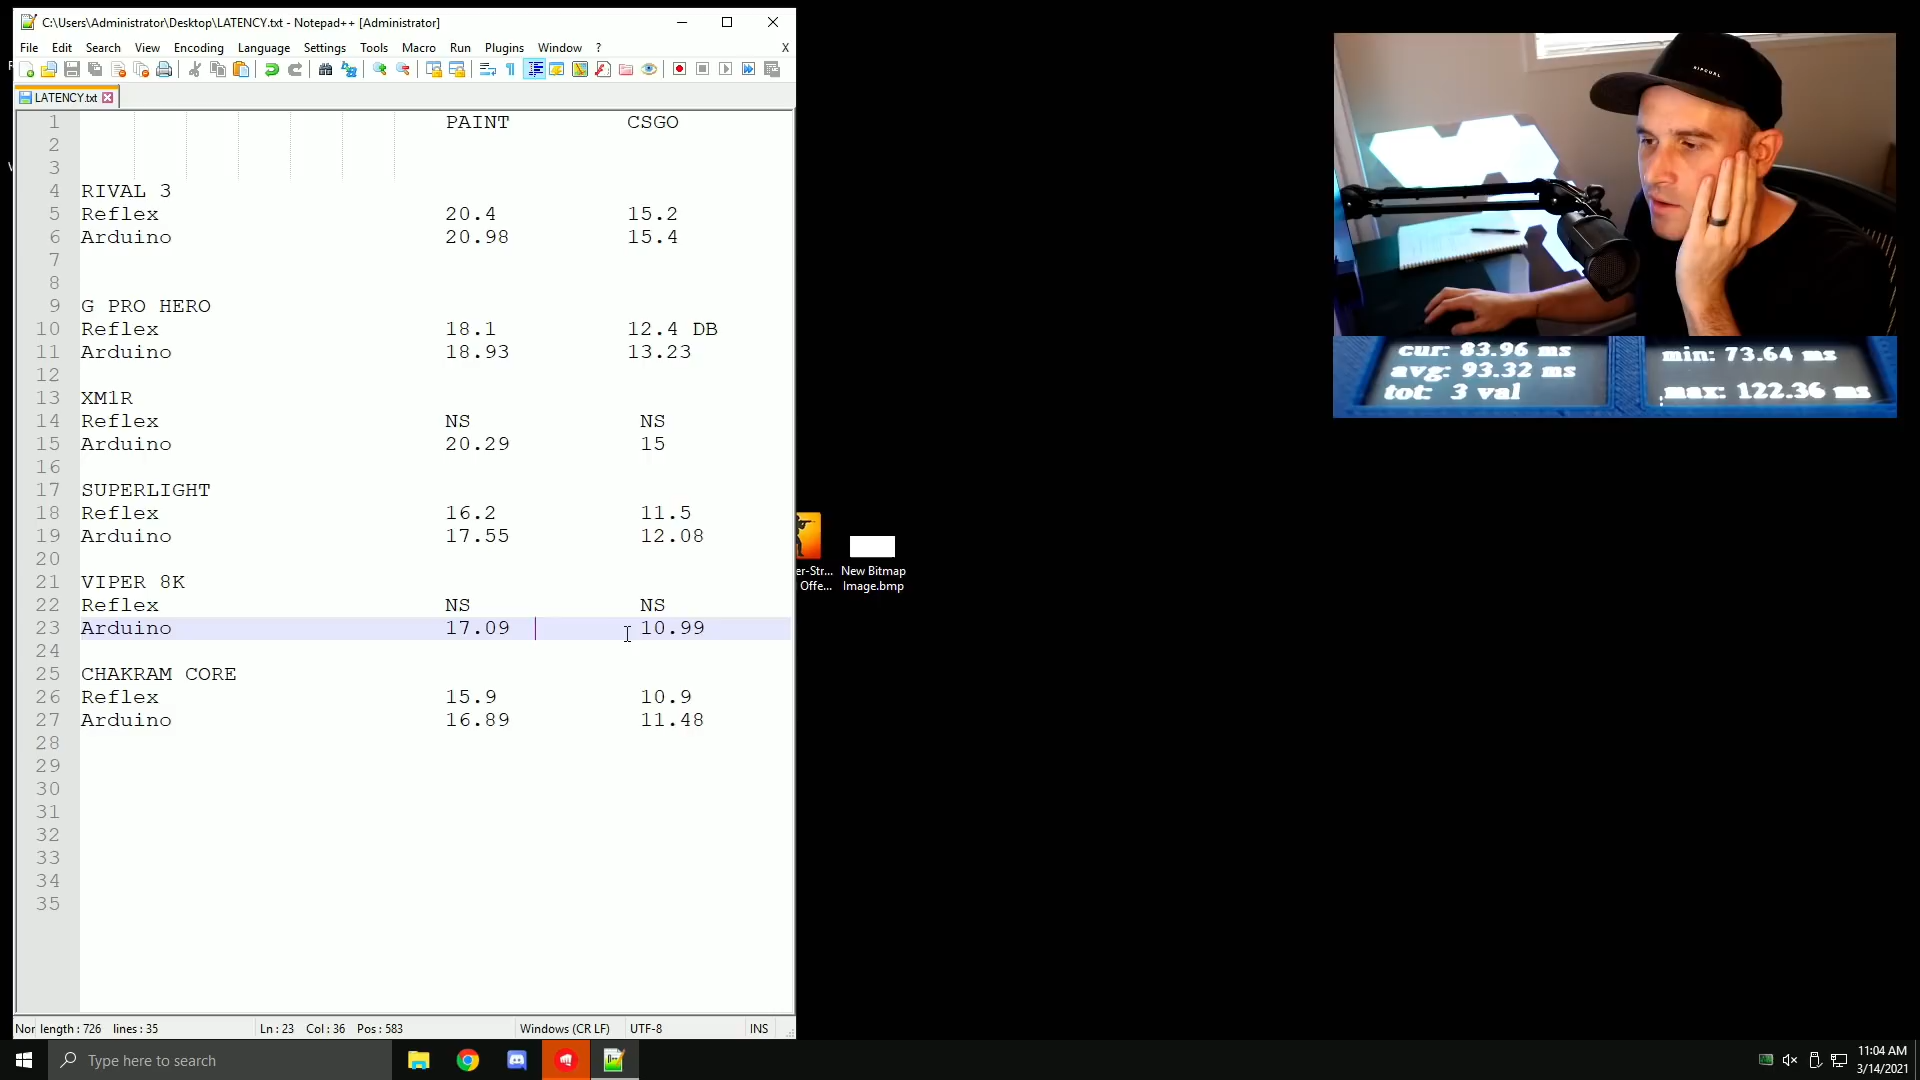 C:\Users\Administrator\Desktop\LATENCY.txt - Notepad++ [Administrator]
File Edit Search View Encoding Language Settings Tools Macro Run Plugins Window ? X
LATENCY.txt
1 PAINT CSGO
2
3
4 RIVAL 3
5 Reflex 20.4 15.2
6 Arduino 20.98 15.4
7
8
9 G PRO HERO
10 Reflex 18.1 12.4 DB
11 Arduino 18.93 13.23
12
13 XM1R
14 Reflex NS NS
15 Arduino 20.29 15
16
17 SUPERLIGHT
18 Reflex 16.2 11.5
19 Arduino 17.55 12.08
20
21 VIPER 8K
22 Reflex NS NS
23 Arduino 17.09 10.99
24
25 CHAKRAM CORE
26 Reflex 15.9 10.9
27 Arduino 16.89 11.48
28
29
30
31
32
33
34
35
Nor length : 726 lines : 35 Ln : 23 Col : 36 Pos : 583 Windows (CR LF) UTF-8 INS
er-Str...
Offe...
New Bitmap
Image.bmp
RIPCURL
cur: 83.96 ms
avg: 93.32 ms
tot: 3 val
min: 73.64 ms
max: 122.36 ms
Type here to search
11:04 AM
3/14/2021